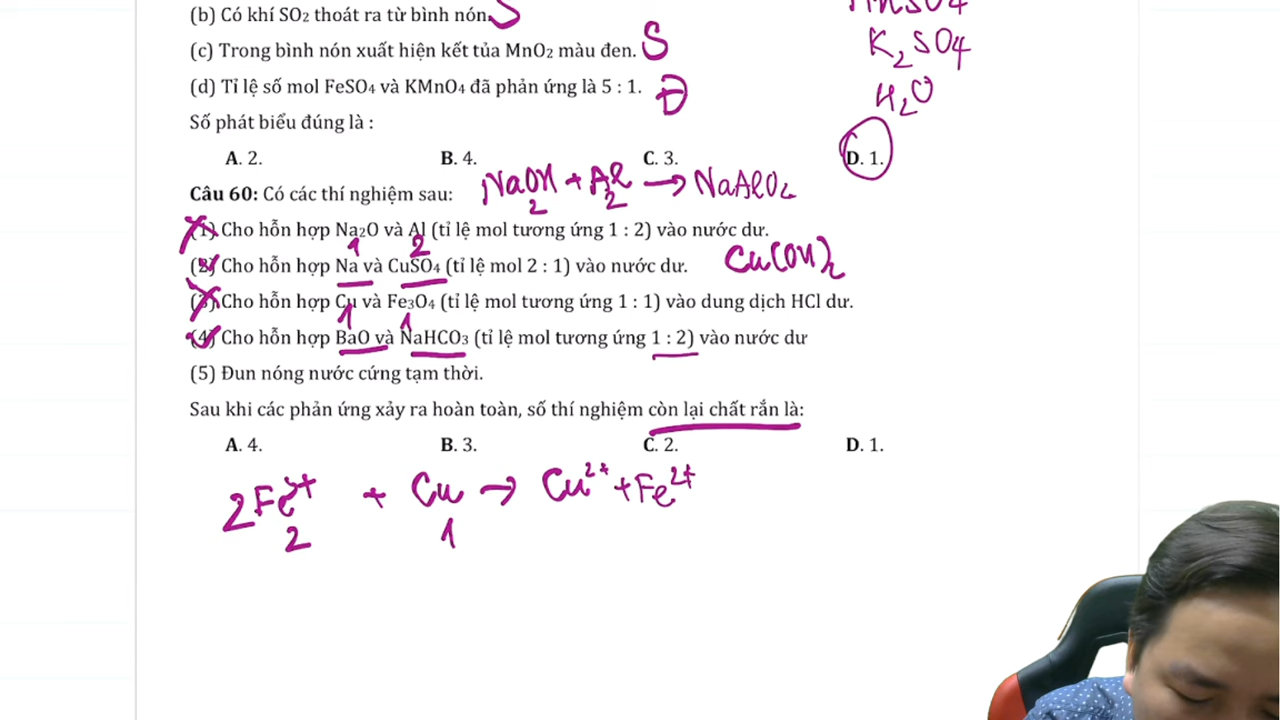 (b) Có khí SO₂ thoát ra từ bình nón. S
MnSO4
K2SO4
(c) Trong bình nón xuất hiện kết tủa MnO₂ màu đen. S
(d) Tỉ lệ số mol FeSO₄ và KMnO₄ đã phản ứng là 5 : 1. Đ
H2O
Số phát biểu đúng là :
A. 2. B. 4. C. 3. D. 1.
Câu 60: Có các thí nghiệm sau:
NaOH + Al → NaAlO2
2 2
(1) Cho hỗn hợp Na₂O và Al (tỉ lệ mol tương ứng 1 : 2) vào nước dư.
1 2
(2) Cho hỗn hợp Na và CuSO₄ (tỉ lệ mol 2 : 1) vào nước dư. Cu(OH)2
(3) Cho hỗn hợp Cu và Fe₃O₄ (tỉ lệ mol tương ứng 1 : 1) vào dung dịch HCl dư.
1 1
(4) Cho hỗn hợp BaO và NaHCO₃ (tỉ lệ mol tương ứng 1 : 2) vào nước dư
(5) Đun nóng nước cứng tạm thời.
Sau khi các phản ứng xảy ra hoàn toàn, số thí nghiệm còn lại chất rắn là:
A. 4. B. 3. C. 2. D. 1.
2Fe3+ + Cu → Cu2+ + Fe2+
2 1